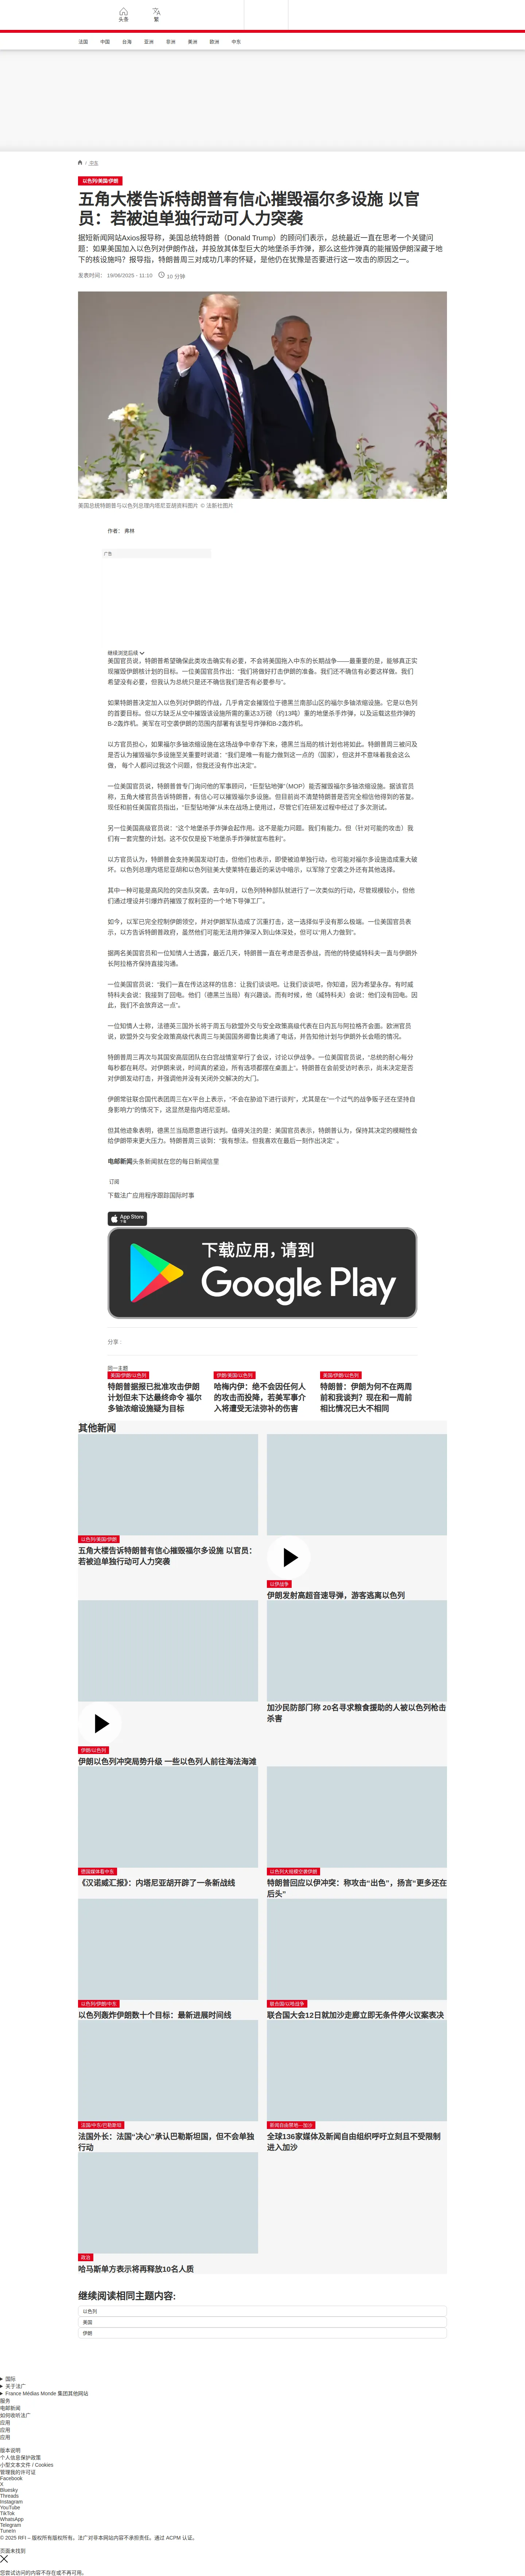 头条
繁
法国
中国
台海
亚洲
非洲
美洲
欧洲
中东
/ 中东
以色列/美国/伊朗
五角大楼告诉特朗普有信心摧毁福尔多设施 以官
员：若被迫单独行动可人力突袭
据短新闻网站Axios报导称，美国总统特朗普（Donald Trump）的顾问们表示，总统最近一直在思考一个关键问
题：如果美国加入以色列对伊朗作战，并投放其体型巨大的地堡杀手炸弹，那么这些炸弹真的能摧毁伊朗深藏于地
下的核设施吗？报导指，特朗普周三对成功几率的怀疑，是他仍在犹豫是否要进行这一攻击的原因之一。
发表时间： 19/06/2025 - 11:10
10 分钟
美国总统特朗普与以色列总理内塔尼亚胡资料图片 © 法新社图片
作者： 弗林
广告
继续浏览后续
美国官员说，特朗普希望确保此类攻击确实有必要，不会将美国拖入中东的长期战争——最重要的是，能够真正实
现摧毁伊朗核计划的目标。一位美国官员作出：“我们将做好打击伊朗的准备。我们还不确信有必要这样做。我们
希望没有必要，但我认为总统只是还不确信我们是否有必要参与”。
如果特朗普决定加入以色列对伊朗的作战，几乎肯定会摧毁位于德黑兰南部山区的福尔多铀浓缩设施。它是以色列
的首要目标。但以方缺乏从空中摧毁该设施所需的重达3万磅（约13吨）重的地堡杀手炸弹，以及运载这些炸弹的
B-2轰炸机。美军在可空袭伊朗的范围内部署有该型号炸弹和B-2轰炸机。
以方官员担心，如果福尔多铀浓缩设施在这场战争中幸存下来，德黑兰当局的核计划也将如此。特朗普周三被问及
是否认为摧毁福尔多设施至关重要时说道：“我们是唯一有能力做到这一点的（国家），但这并不意味着我会这么
做， 每个人都问过我这个问题，但我还没有作出决定”。
一位美国官员说，特朗普曾专门询问他的军事顾问，“巨型钻地弹”（MOP）能否摧毁福尔多铀浓缩设施。据该官员
称，五角大楼官员告诉特朗普，有信心可以摧毁福尔多设施。但目前尚不清楚特朗普是否完全相信他得到的答复。
现任和前任美国官员指出，“巨型钻地弹”从未在战场上使用过，尽管它们在研发过程中经过了多次测试。
另一位美国高级官员说：“这个地堡杀手炸弹会起作用。这不是能力问题。我们有能力。但（针对可能的攻击）我
们有一套完整的计划。这不仅仅是投下地堡杀手炸弹就宣布胜利”。
以方官员认为，特朗普会支持美国发动打击，但他们也表示，即使被迫单独行动，也可能对福尔多设施造成重大破
坏。以色列总理内塔尼亚胡和以色列驻美大使莱特在最近的采访中暗示，以军除了空袭之外还有其他选择。
其中一种可能是高风险的突击队突袭。去年9月，以色列特种部队就进行了一次类似的行动，尽管规模较小，但他
们通过埋设并引爆炸药摧毁了叙利亚的一个地下导弹工厂。
如今，以军已完全控制伊朗领空，并对伊朗军队造成了沉重打击，这一选择似乎没有那么极端。一位美国官员表
示，以方告诉特朗普政府，虽然他们可能无法用炸弹深入到山体深处，但可以“用人力做到”。
据两名美国官员和一位知情人士透露，最近几天，特朗普一直在考虑是否参战，而他的特使威特科夫一直与伊朗外
长阿拉格齐保持直接沟通。
一位美国官员说：“我们一直在传达这样的信息：让我们谈谈吧。让我们谈谈吧。你知道，因为希望永存。有时威
特科夫会说：我接到了回电。他们（德黑兰当局）有兴趣谈。而有时候，他（威特科夫）会说：他们没有回电。因
此，我们不会放弃这一点”。
一位知情人士称，法德英三国外长将于周五与欧盟外交与安全政策高级代表在日内瓦与阿拉格齐会面。欧洲官员
说，欧盟外交与安全政策高级代表周三与美国国务卿鲁比奥通了电话，并告知他计划与伊朗外长会晤的情况。
特朗普周三再次与其国安高层团队在白宫战情室举行了会议，讨论以伊战争。一位美国官员说，“总统的耐心每分
每秒都在耗尽。对伊朗来说，时间真的紧迫，所有选项都摆在桌面上”。特朗普在会前受访时表示，尚未决定是否
对伊朗发动打击，并强调他并没有关闭外交解决的大门。
伊朗常驻联合国代表团周三在X平台上表示，“不会在胁迫下进行谈判”，尤其是在“一个过气的战争贩子还在坚持自
身影响力”的情况下，这显然是指内塔尼亚胡。
但其他迹象表明，德黑兰当局愿意进行谈判。值得关注的是：美国官员表示，特朗普认为，保持其决定的模糊性会
给伊朗带来更大压力。特朗普周三谈到：“我有想法。但我喜欢在最后一刻作出决定” 。
电邮新闻头条新闻就在您的每日新闻信里
订阅
下载法广应用程序跟踪国际时事
App Store
下载
下载应用，请到
Google Play
分享 :
同一主题
美国/伊朗/以色列
特朗普据报已批准攻击伊朗
计划但未下达最终命令 福尔
多铀浓缩设施疑为目标
伊朗/美国/以色列
哈梅内伊：绝不会因任何人
的攻击而投降，若美军事介
入将遭受无法弥补的伤害
美国/伊朗/以色列
特朗普：伊朗为何不在两周
前和我谈判？现在和一周前
相比情况已大不相同
其他新闻
以色列/美国/伊朗
五角大楼告诉特朗普有信心摧毁福尔多设施 以官员：
若被迫单独行动可人力突袭
以伊战争
伊朗发射高超音速导弹，游客逃离以色列
伊朗/以色列
伊朗以色列冲突局势升级 一些以色列人前往海法海滩
加沙民防部门称 20名寻求粮食援助的人被以色列枪击
杀害
德国媒体看中东
《汉诺威汇报》：内塔尼亚胡开辟了一条新战线
以色列大规模空袭伊朗
特朗普回应以伊冲突：称攻击“出色”，扬言“更多还在
后头”
以色列/伊朗/中东
以色列轰炸伊朗数十个目标：最新进展时间线
联合国/以哈战争
联合国大会12日就加沙走廊立即无条件停火议案表决
法国/中东/巴勒斯坦
法国外长：法国“决心”承认巴勒斯坦国，但不会单独
行动
新闻自由祭地—加沙
全球136家媒体及新闻自由组织呼吁立刻且不受限制
进入加沙
政治
哈马斯单方表示将再释放10名人质
继续阅读相同主题内容:
以色列
美国
伊朗
国际
关于法广
France Médias Monde 集团其他网站
服务
电邮新闻
如何收听法广
应用
应用
应用
版本说明
个人信息保护政策
小型文本文件 / Cookies
管理我的许可证
Facebook
X
Bluesky
Threads
Instagram
YouTube
TikTok
WhatsApp
Telegram
TuneIn
© 2025 RFI – 版权所有版权所有。法广对非本网站内容不承担责任。通过 ACPM 认证。
页面未找到
您尝试访问的内容不存在或不再可用。